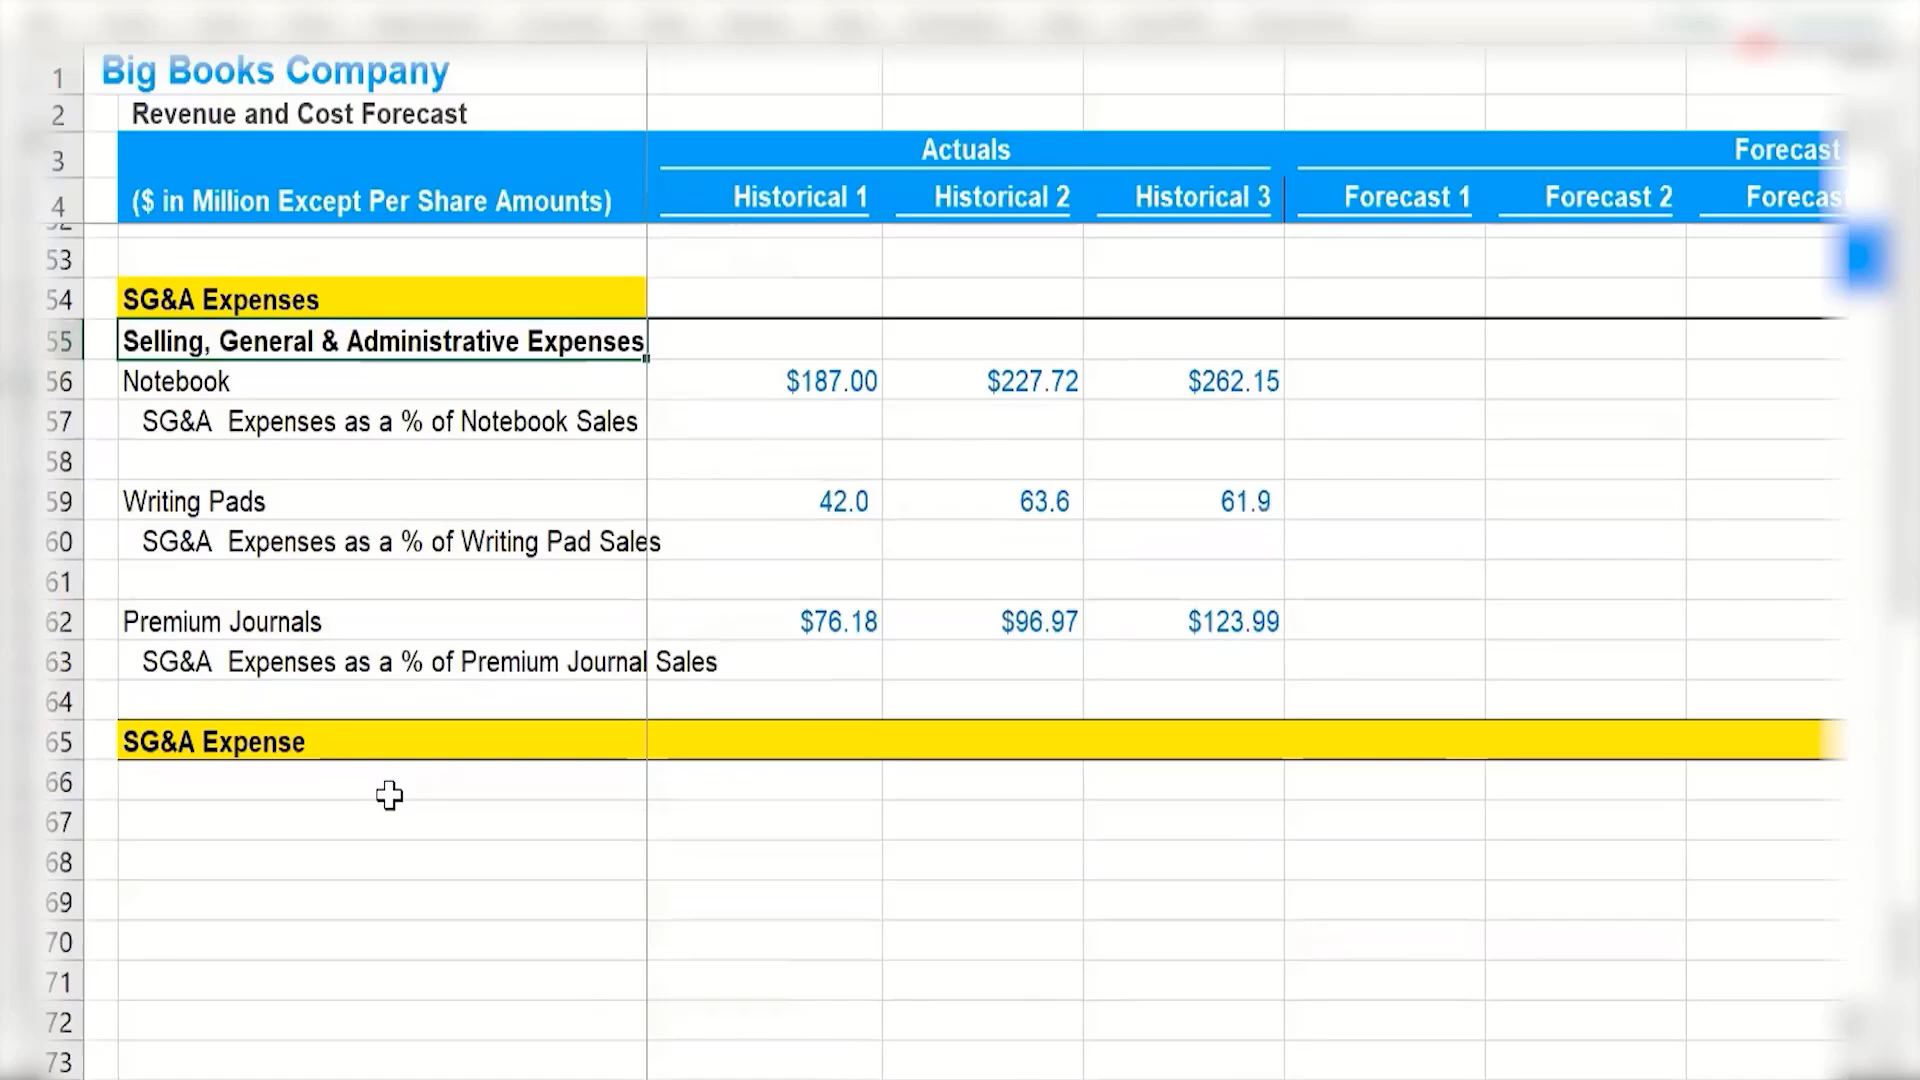 1 Big Books Company
2 Revenue and Cost Forecast
3 Actuals Forecast
4 ($ in Million Except Per Share Amounts) Historical 1 Historical 2 Historical 3 Forecast 1 Forecast 2 Forecas
53
54 SG&A Expenses
55 Selling, General & Administrative Expenses
56 Notebook $187.00 $227.72 $262.15
57 SG&A Expenses as a % of Notebook Sales
58
59 Writing Pads 42.0 63.6 61.9
60 SG&A Expenses as a % of Writing Pad Sales
61
62 Premium Journals $76.18 $96.97 $123.99
63 SG&A Expenses as a % of Premium Journal Sales
64
65 SG&A Expense
66
67
68
69
70
71
72
73